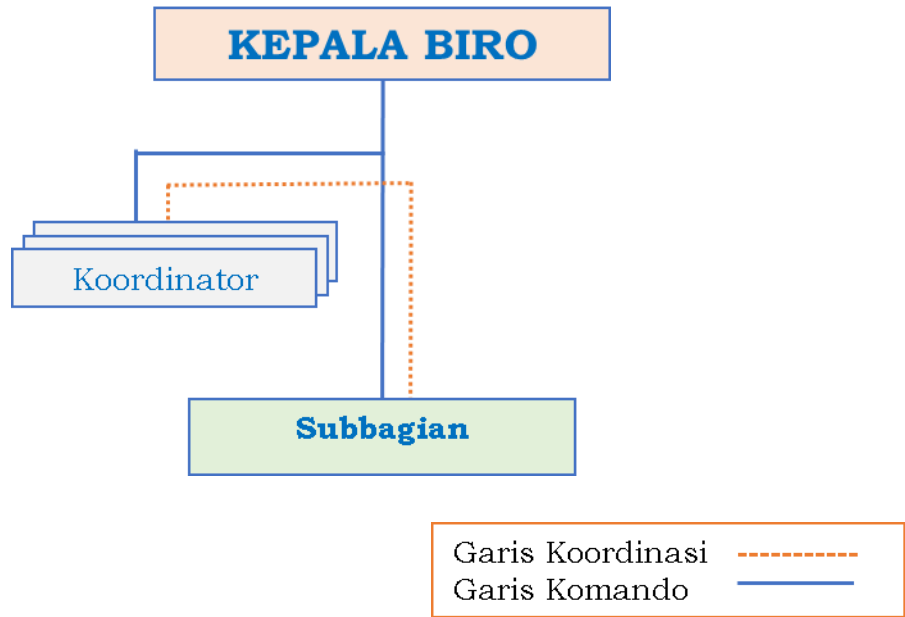 KEPALA BIRO
Koordinator
Subbagian
Garis Koordinasi
Garis Komando